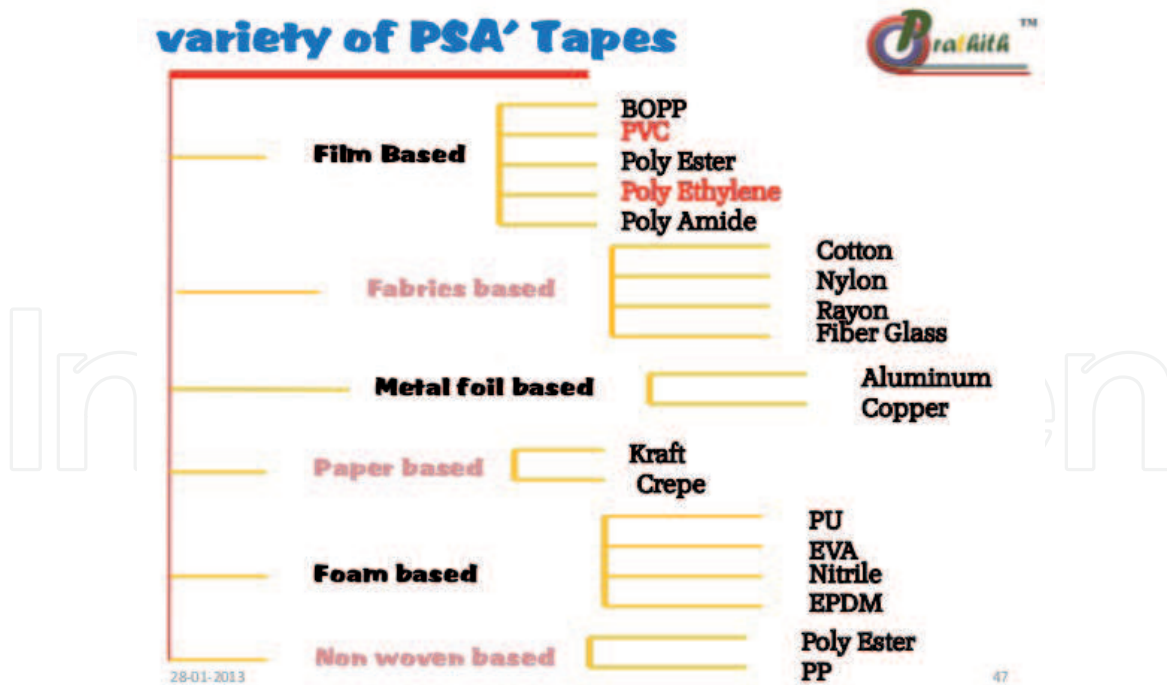 variety of PSA' Tapes
Prathith TM
Film Based
BOPP
PVC
Poly Ester
Poly Ethylene
Poly Amide
Fabrics based
Cotton
Nylon
Rayon
Fiber Glass
Metal foil based
Aluminum
Copper
Paper based
Kraft
Crepe
Foam based
PU
EVA
Nitrile
EPDM
Non woven based
Poly Ester
PP
28-01-2013
47